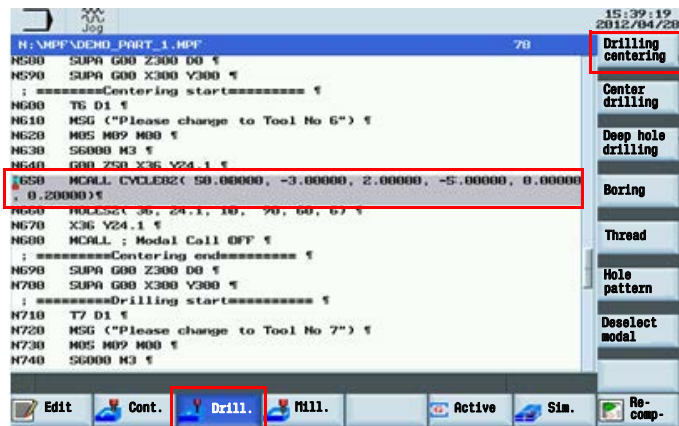 Jog
15:39:19
2012/04/28
N:\MPF\DEMO_PART_1.MPF 78
N580 SUPA G00 Z300 D0 ¶
N590 SUPA G00 X300 Y300 ¶
; =========Centering start========= ¶
N600 T6 D1 ¶
N610 MSG ("Please change to Tool No 6") ¶
N620 M05 M09 M00 ¶
N630 S6000 M3 ¶
N640 G00 Z50 X36 Y24.1 ¶
N650 MCALL CYCLE82( 50.00000, -3.00000, 2.00000, -5.00000, 0.00000
, 0.20000)¶
N660 HOLES2( 36, 24.1, 10, 90, 60, 6) ¶
N670 X36 Y24.1 ¶
N680 MCALL ; Modal Call OFF ¶
; =========Centering end========= ¶
N690 SUPA G00 Z300 D0 ¶
N700 SUPA G00 X300 Y300 ¶
; =========Drilling start========= ¶
N710 T7 D1 ¶
N720 MSG ("Please change to Tool No 7") ¶
N730 M05 M09 M00 ¶
N740 S6000 M3 ¶
Drilling
centering
Center
drilling
Deep hole
drilling
Boring
Thread
Hole
pattern
Deselect
modal
Edit Cont. Drill. Mill. Active Sim. Re-
comp-